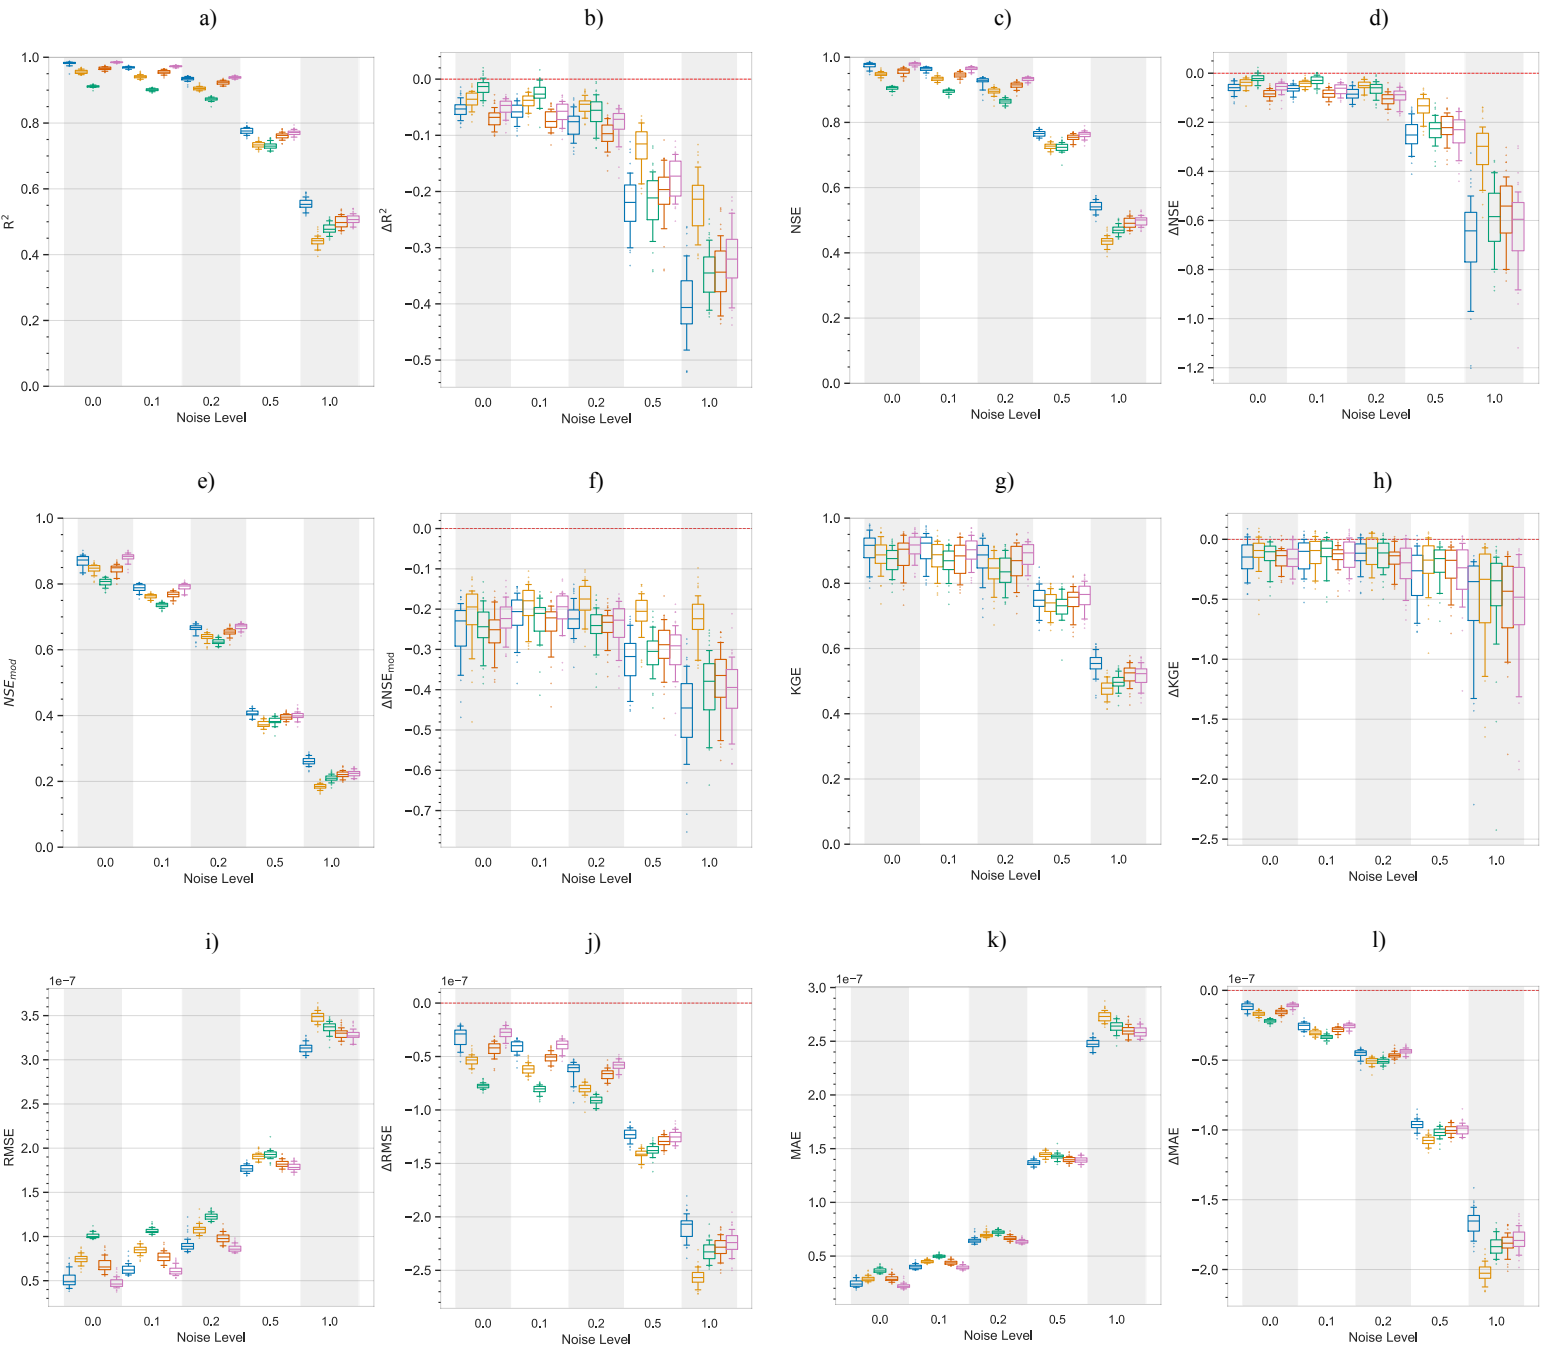 a)
b)
c)
d)
1.0
0.8
0.6
0.4
0.2
0.0
R²
0.0 0.1 0.2 0.5 1.0
Noise Level
0.0
−0.1
−0.2
−0.3
−0.4
−0.5
ΔR²
0.0 0.1 0.2 0.5 1.0
Noise Level
1.0
0.8
0.6
0.4
0.2
0.0
NSE
0.0 0.1 0.2 0.5 1.0
Noise Level
0.0
−0.2
−0.4
−0.6
−0.8
−1.0
−1.2
ΔNSE
0.0 0.1 0.2 0.5 1.0
Noise Level
e)
f)
g)
h)
1.0
0.8
0.6
0.4
0.2
0.0
NSE_mod
0.0 0.1 0.2 0.5 1.0
Noise Level
0.0
−0.1
−0.2
−0.3
−0.4
−0.5
−0.6
−0.7
ΔNSE_mod
0.0 0.1 0.2 0.5 1.0
Noise Level
1.0
0.8
0.6
0.4
0.2
0.0
KGE
0.0 0.1 0.2 0.5 1.0
Noise Level
0.0
−0.5
−1.0
−1.5
−2.0
−2.5
ΔKGE
0.0 0.1 0.2 0.5 1.0
Noise Level
i)
j)
k)
l)
1e−7
3.5
3.0
2.5
2.0
1.5
1.0
0.5
RMSE
0.0 0.1 0.2 0.5 1.0
Noise Level
1e−7
0.0
−0.5
−1.0
−1.5
−2.0
−2.5
ΔRMSE
0.0 0.1 0.2 0.5 1.0
Noise Level
1e−7
3.0
2.5
2.0
1.5
1.0
0.5
MAE
0.0 0.1 0.2 0.5 1.0
Noise Level
1e−7
0.0
−0.5
−1.0
−1.5
−2.0
ΔMAE
0.0 0.1 0.2 0.5 1.0
Noise Level